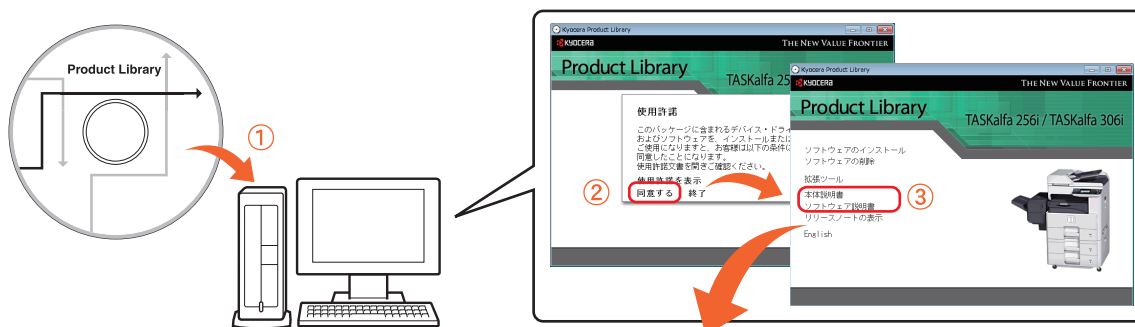 Product Library
①
Kyocera Product Library
KYOCERA
THE NEW VALUE FRONTIER
Product Library
TASKalfa 25
使用許諾
このパッケージに含まれるデバイス・ドライ
およびソフトウェアを、インストールまたに
ご使用になりますと、お客様は以下の条件に
同意したことになります。
使用許諾文書を開きご確認ください。
使用許諾を表示
②
同意する 終了
Kyocera Product Library
KYOCERA
THE NEW VALUE FRONTIER
Product Library
TASKalfa 256i / TASKalfa 306i
ソフトウェアのインストール
ソフトウェアの削除
拡張ツール
本体説明書
③
ソフトウェア説明書
リリースノートの表示
English